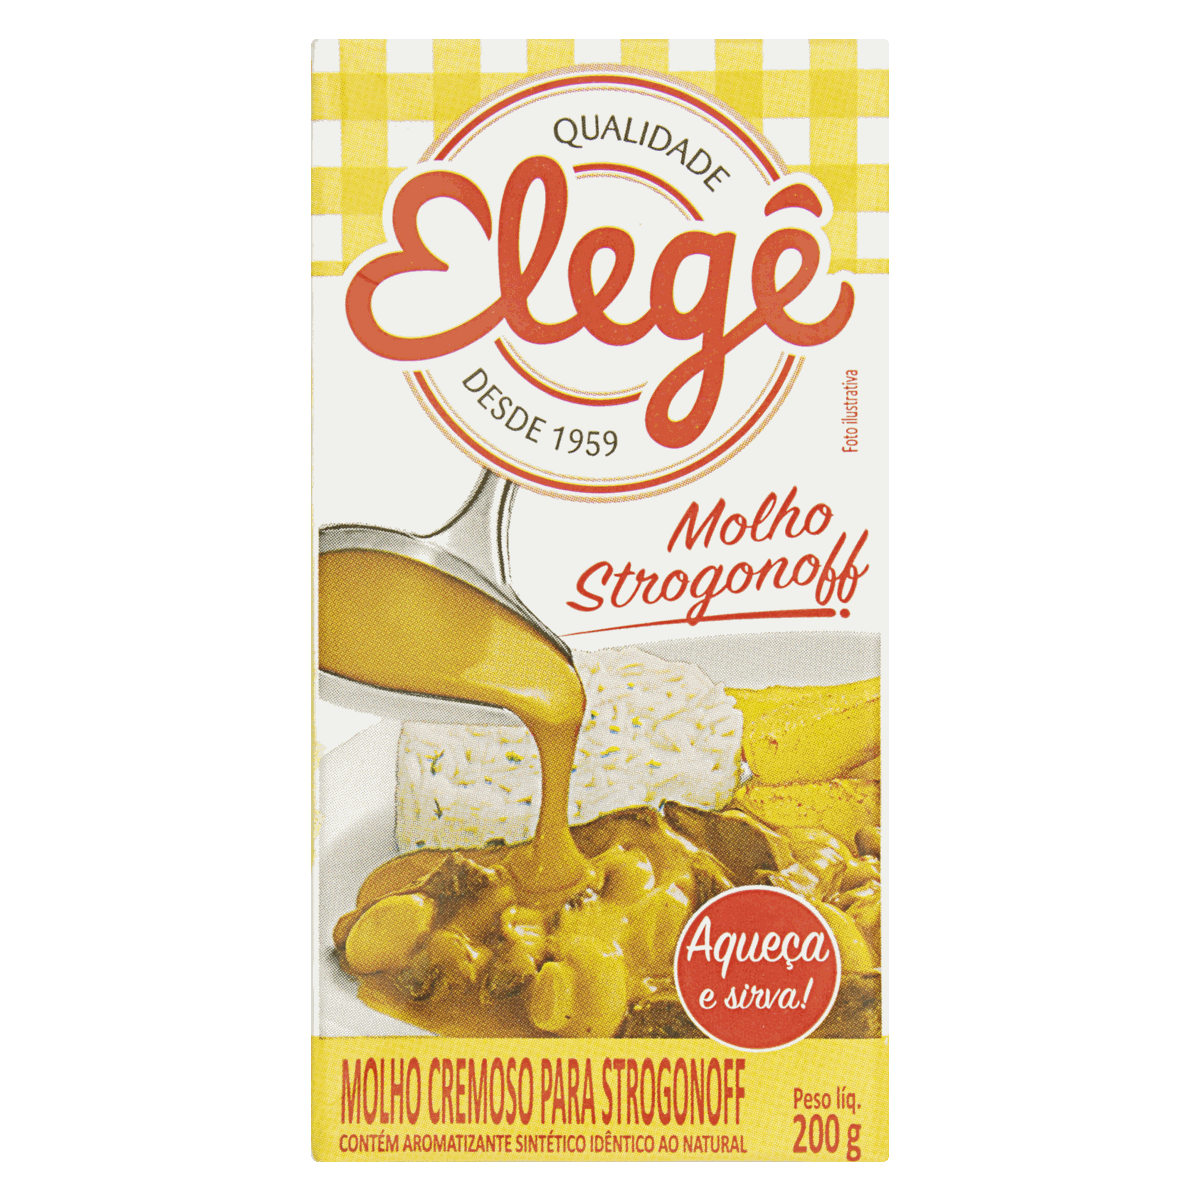 QUALIDADE
Elegê
DESDE 1959
Foto ilustrativa
Molho
Strogonoff
Aqueça
e sirva!
MOLHO CREMOSO PARA STROGONOFF
CONTÉM AROMATIZANTE SINTÉTICO IDÊNTICO AO NATURAL
Peso líq.
200 g